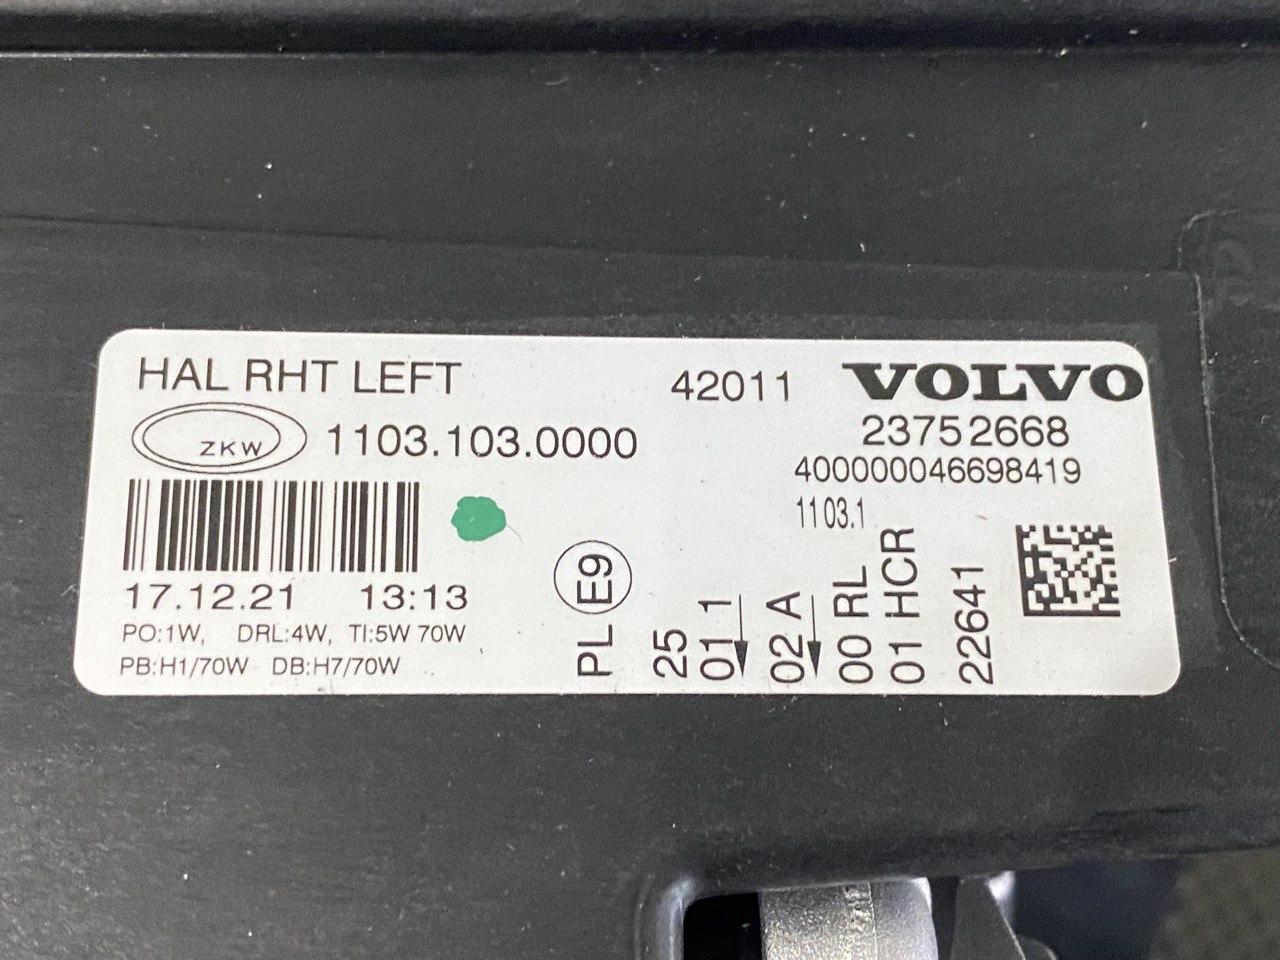 HAL RHT LEFT
42011
VOLVO
ZKW
1103.103.0000
23752668
400000046698419
1103.1
17.12.21 13:13
PO:1W, DRL:4W, TI:5W 70W
PB:H1/70W DB:H7/70W
PL E9
25
01 1
02 A
00 RL
01 HCR
22641